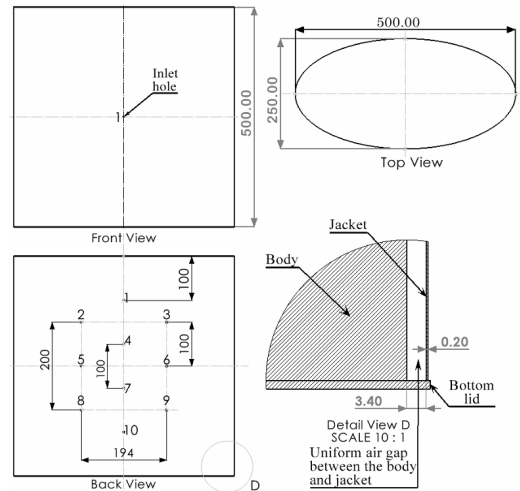 Inlet
hole
1
500.00
Front View
500.00
250.00
Top View
1
100
2
3
4
100
200
100
5
6
7
8
9
10
194
Back View
D
Jacket
Body
0.20
Bottom
lid
3.40
Detail View D
SCALE 10 : 1
Uniform air gap
between the body
and jacket